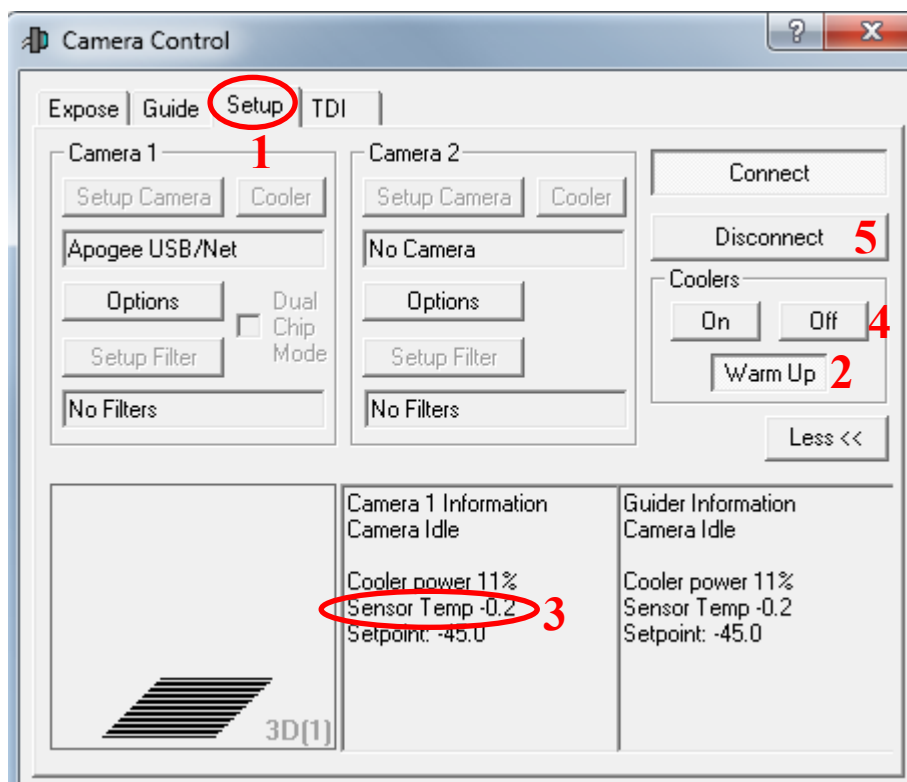 Camera Control
?
X
Expose Guide Setup TDI
1
Camera 1
Setup Camera Cooler
Apogee USB/Net
Options
Dual
Chip
Mode
Setup Filter
No Filters
Camera 2
Setup Camera Cooler
No Camera
Options
Setup Filter
No Filters
Connect
Disconnect 5
Coolers
On Off 4
Warm Up 2
Less <<
3D(1)
Camera 1 Information
Camera Idle
Cooler power 11%
Sensor Temp -0.2 3
Setpoint: -45.0
Guider Information
Camera Idle
Cooler power 11%
Sensor Temp -0.2
Setpoint: -45.0